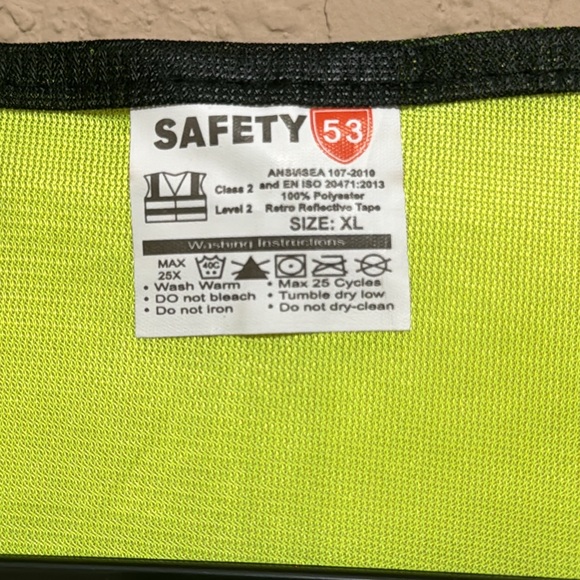 SAFETY 53
ANSI/ISEA 107-2010
Class 2 and EN ISO 20471:2013
100% Polyester
Level 2 Retro Reflective Tape
SIZE: XL
Washing Instructions
MAX 25X 40C
• Wash Warm • Max 25 Cycles
• DO not bleach • Tumble dry low
• Do not iron • Do not dry-clean